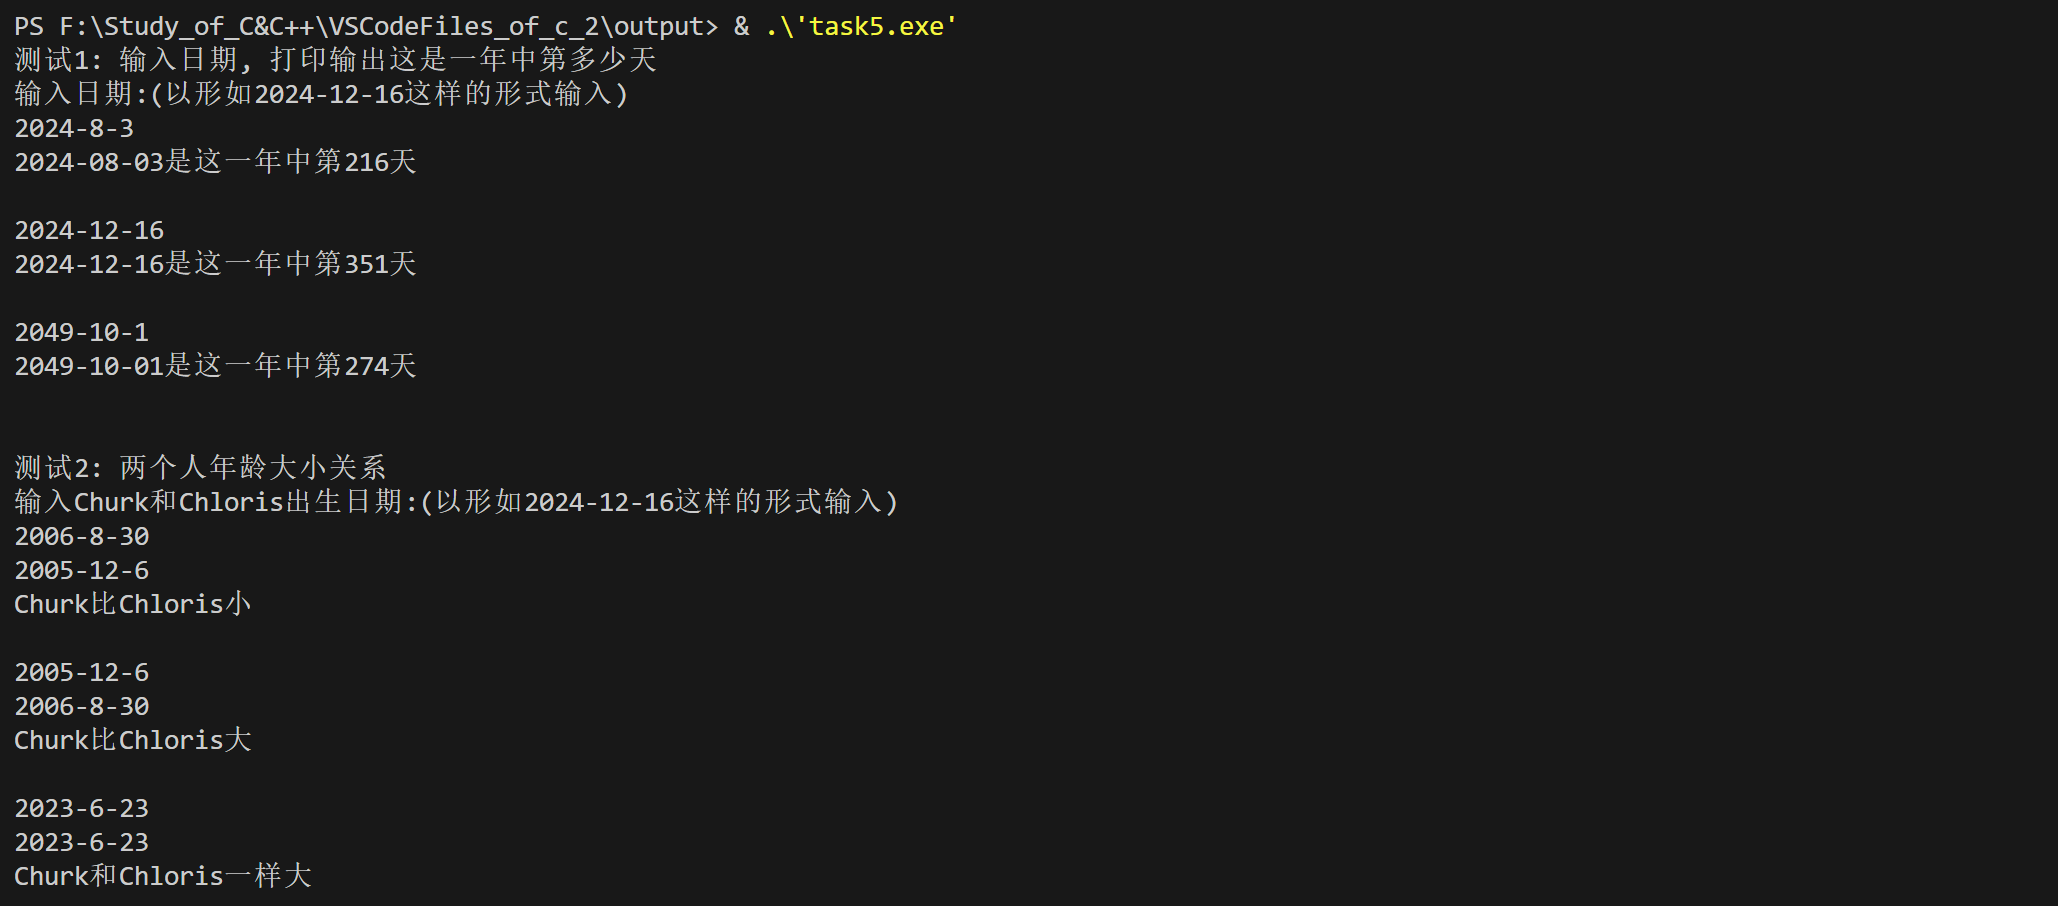 PS F:\Study_of_C&C++\VSCodeFiles_of_c_2\output> & .\'task5.exe'
测试1: 输入日期, 打印输出这是一年中第多少天
输入日期:(以形如2024-12-16这样的形式输入)
2024-8-3
2024-08-03是这一年中第216天
2024-12-16
2024-12-16是这一年中第351天
2049-10-1
2049-10-01是这一年中第274天
测试2: 两个人年龄大小关系
输入Churk和Chloris出生日期:(以形如2024-12-16这样的形式输入)
2006-8-30
2005-12-6
Churk比Chloris小
2005-12-6
2006-8-30
Churk比Chloris大
2023-6-23
2023-6-23
Churk和Chloris一样大